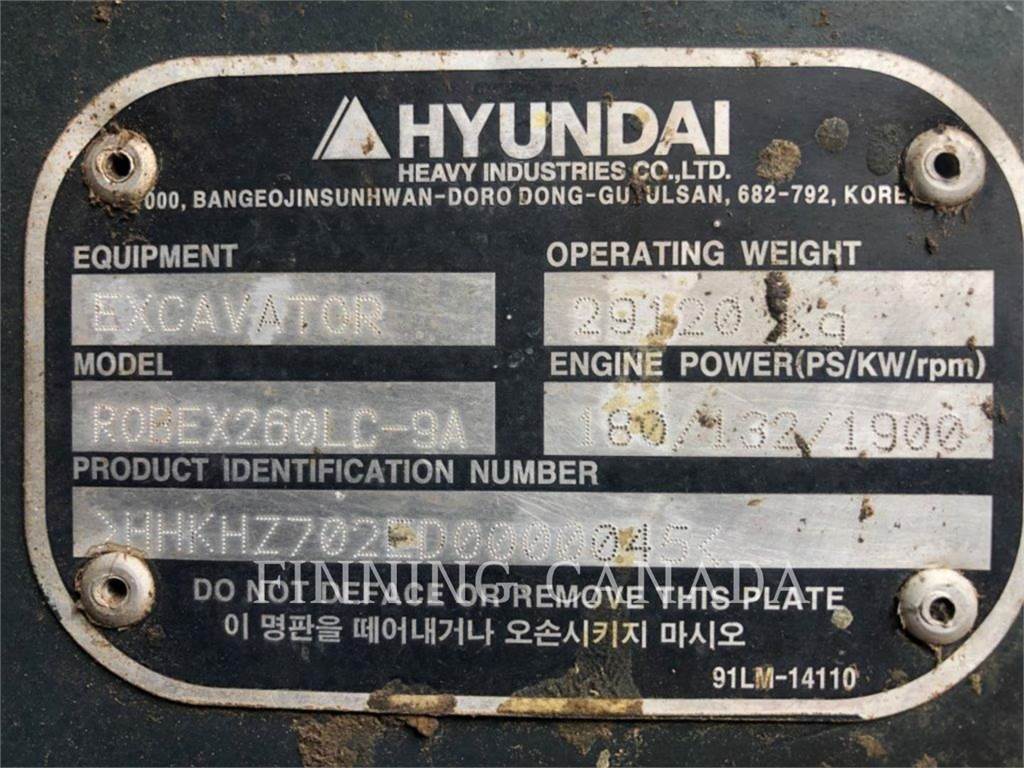 HYUNDAI
HEAVY INDUSTRIES CO.,LTD.
000, BANGEOJINSUNHWAN-DORO DONG-GU, ULSAN, 682-792, KOREA
EQUIPMENT
OPERATING WEIGHT
EXCAVATOR
29120 kg
MODEL
ENGINE POWER(PS/KW/rpm)
ROBEX260LC-9A
180/132/1900
PRODUCT IDENTIFICATION NUMBER
>HHKHZ702ED0000045<
FINNING CANADA
DO NOT DEFACE OR REMOVE THIS PLATE
이 명판을 떼어내거나 오손시키지 마시오
91LM-14110